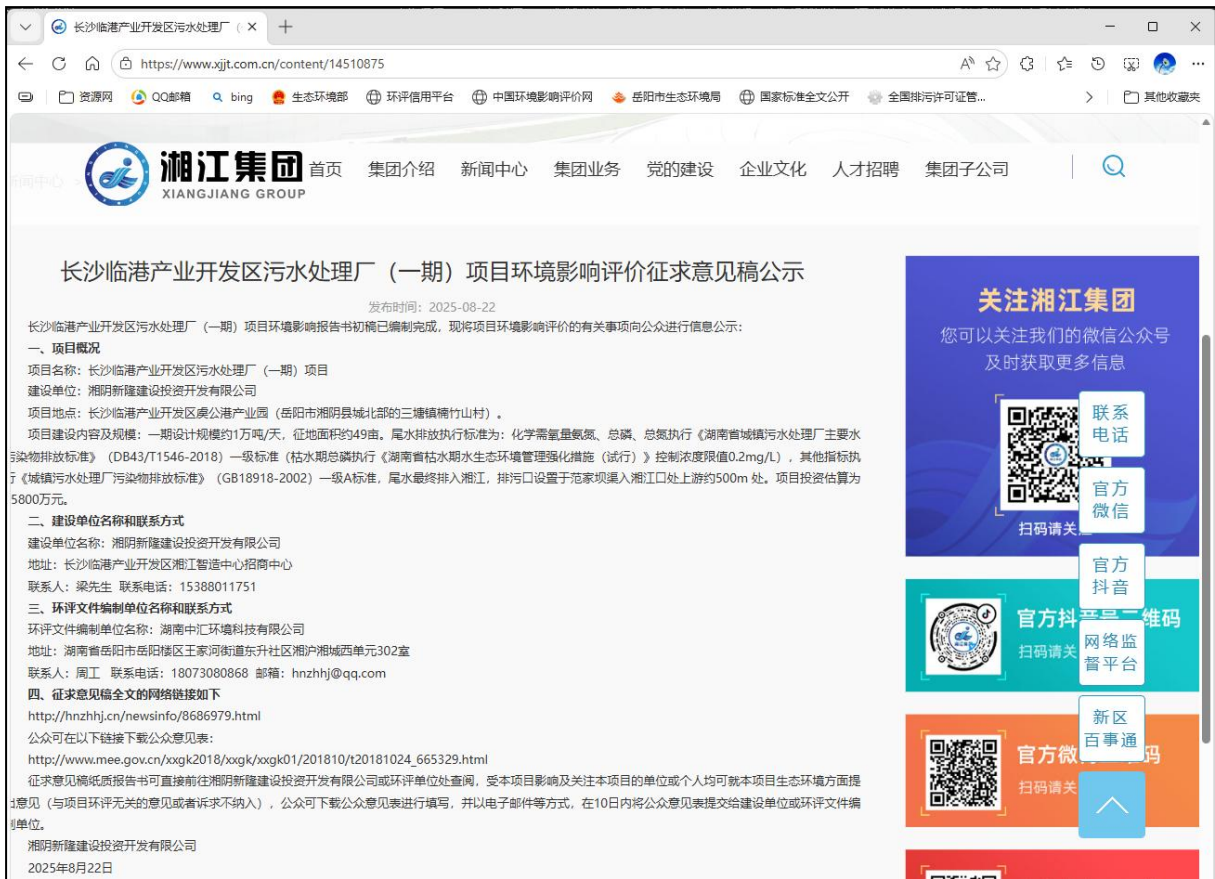 长沙临港产业开发区污水处理厂（
https://www.xjjt.com.cn/content/14510875
资源网 QQ邮箱 bing 生态环境部 环评信用平台 中国环境影响评价网 岳阳市生态环境局 国家标准全文公开 全国排污许可证管... 其他收藏夹
湘江集团
XIANGJIANG GROUP
首页 集团介绍 新闻中心 集团业务 党的建设 企业文化 人才招聘 集团子公司
长沙临港产业开发区污水处理厂（一期）项目环境影响评价征求意见稿公示
发布时间：2025-08-22
长沙临港产业开发区污水处理厂（一期）项目环境影响报告书初稿已编制完成，现将项目环境影响评价的有关事项向公众进行信息公示：
一、项目概况
项目名称：长沙临港产业开发区污水处理厂（一期）项目
建设单位：湘阴新隆建设投资开发有限公司
项目地点：长沙临港产业开发区虞公港产业园（岳阳市湘阴县城北部的三塘镇楠竹山村）。
项目建设内容及规模：一期设计规模约1万吨/天，征地面积约49亩。尾水排放执行标准为：化学需氧量氨氮、总磷、总氮执行《湖南省城镇污水处理厂主要水
污染物排放标准》（DB43/T1546-2018）一级标准（枯水期总磷执行《湖南省枯水期水生态环境管理强化措施（试行）》控制浓度限值0.2mg/L），其他指标执
行《城镇污水处理厂污染物排放标准》（GB18918-2002）一级A标准，尾水最终排入湘江，排污口设置于范家坝渠入湘江口处上游约500m 处。项目投资估算为
5800万元。
二、建设单位名称和联系方式
建设单位名称：湘阴新隆建设投资开发有限公司
地址：长沙临港产业开发区湘江智造中心招商中心
联系人：梁先生 联系电话：15388011751
三、环评文件编制单位名称和联系方式
环评文件编制单位名称：湖南中汇环境科技有限公司
地址：湖南省岳阳市岳阳楼区王家河街道东升社区湘沪湘城西单元302室
联系人：周工 联系电话：18073080868 邮箱：hnzhhj@qq.com
四、征求意见稿全文的网络链接如下
http://hnzhhj.cn/newsinfo/8686979.html
公众可在以下链接下载公众意见表：
http://www.mee.gov.cn/xxgk2018/xxgk/xxgk01/201810/t20181024_665329.html
征求意见稿纸质报告书可直接前往湘阴新隆建设投资开发有限公司或环评单位处查阅，受本项目影响及关注本项目的单位或个人均可就本项目生态环境方面提
出意见（与项目环评无关的意见或者诉求不纳入），公众可下载公众意见表进行填写，并以电子邮件等方式，在10日内将公众意见表提交给建设单位或环评文件编
制单位。
湘阴新隆建设投资开发有限公司
2025年8月22日
关注湘江集团
您可以关注我们的微信公众号
及时获取更多信息
扫码请关
官方抖音号二维码
扫码请关
官方微
码
扫码请关
联系
电话
官方
微信
官方
抖音
网络监
督平台
新区
百事通